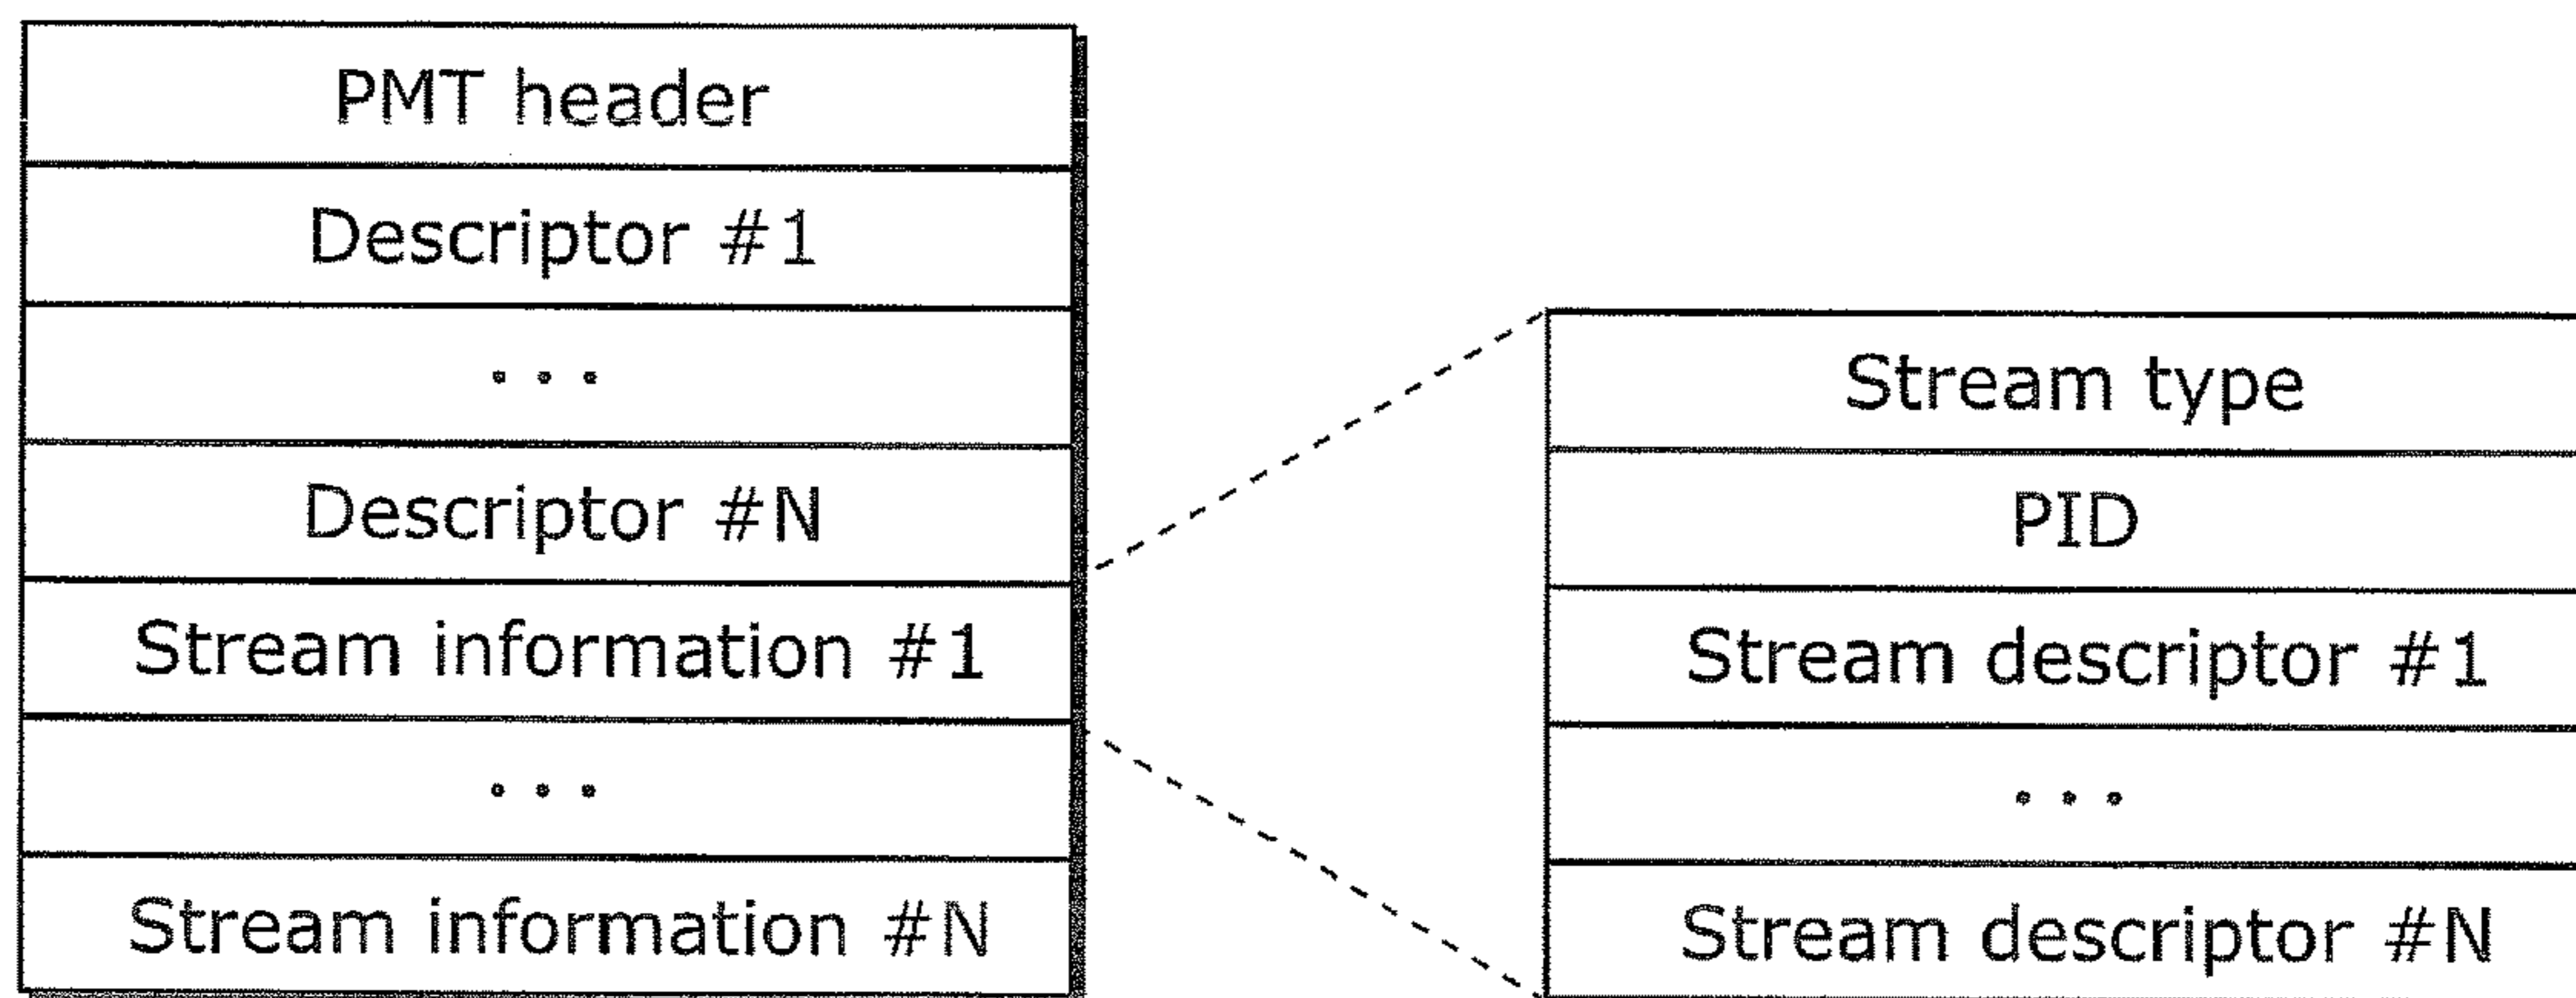 PMT header
Descriptor #1
...
Descriptor #N
Stream information #1
...
Stream information #N
Stream type
PID
Stream descriptor #1
...
Stream descriptor #N